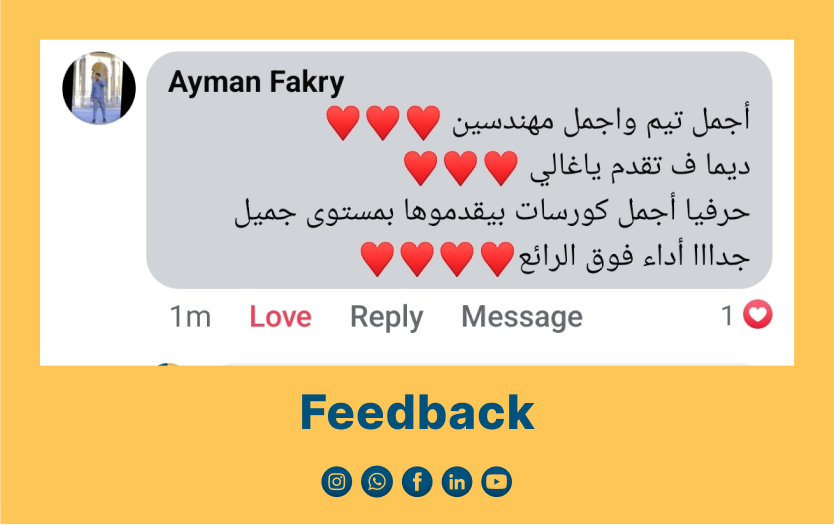 Ayman Fakry
أجمل تيم واجمل مهندسين ♥️♥️♥️
ديما ف تقدم ياغالي ♥️♥️♥️
حرفيا أجمل كورسات بيقدموها بمستوى جميل
جدااا أداء فوق الرائع♥️♥️♥️♥️
1m Love Reply Message 1
Feedback